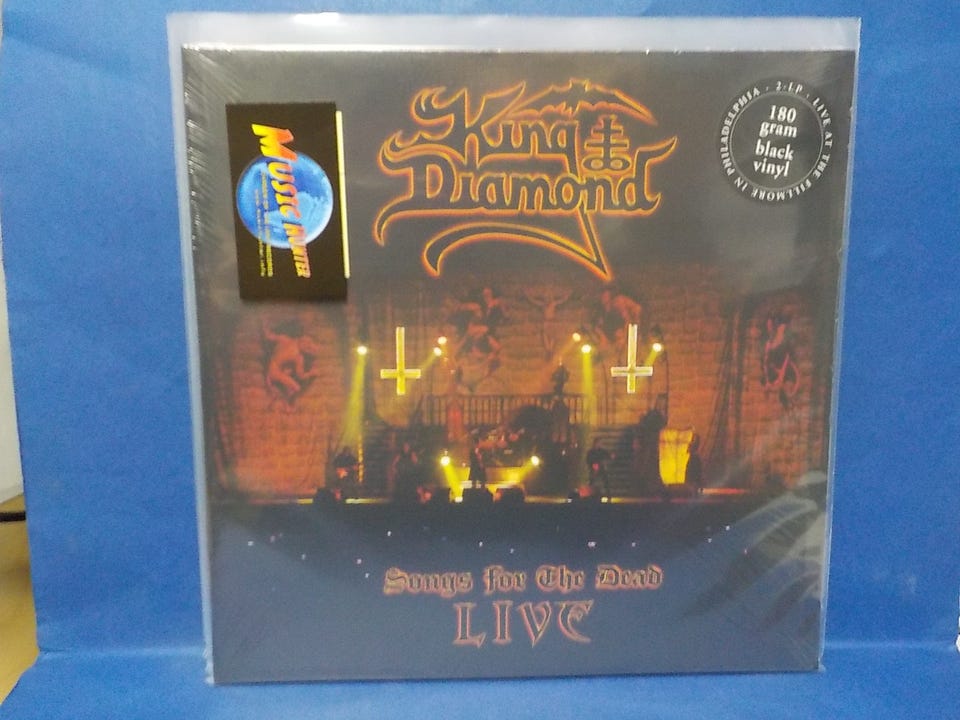 King
Diamond
2-LP · LIVE AT THE FILLMORE IN PHILADELPHIA ·
180
gram
black
vinyl
MUSIC HUNTER
Songs for The Dead
LIVE